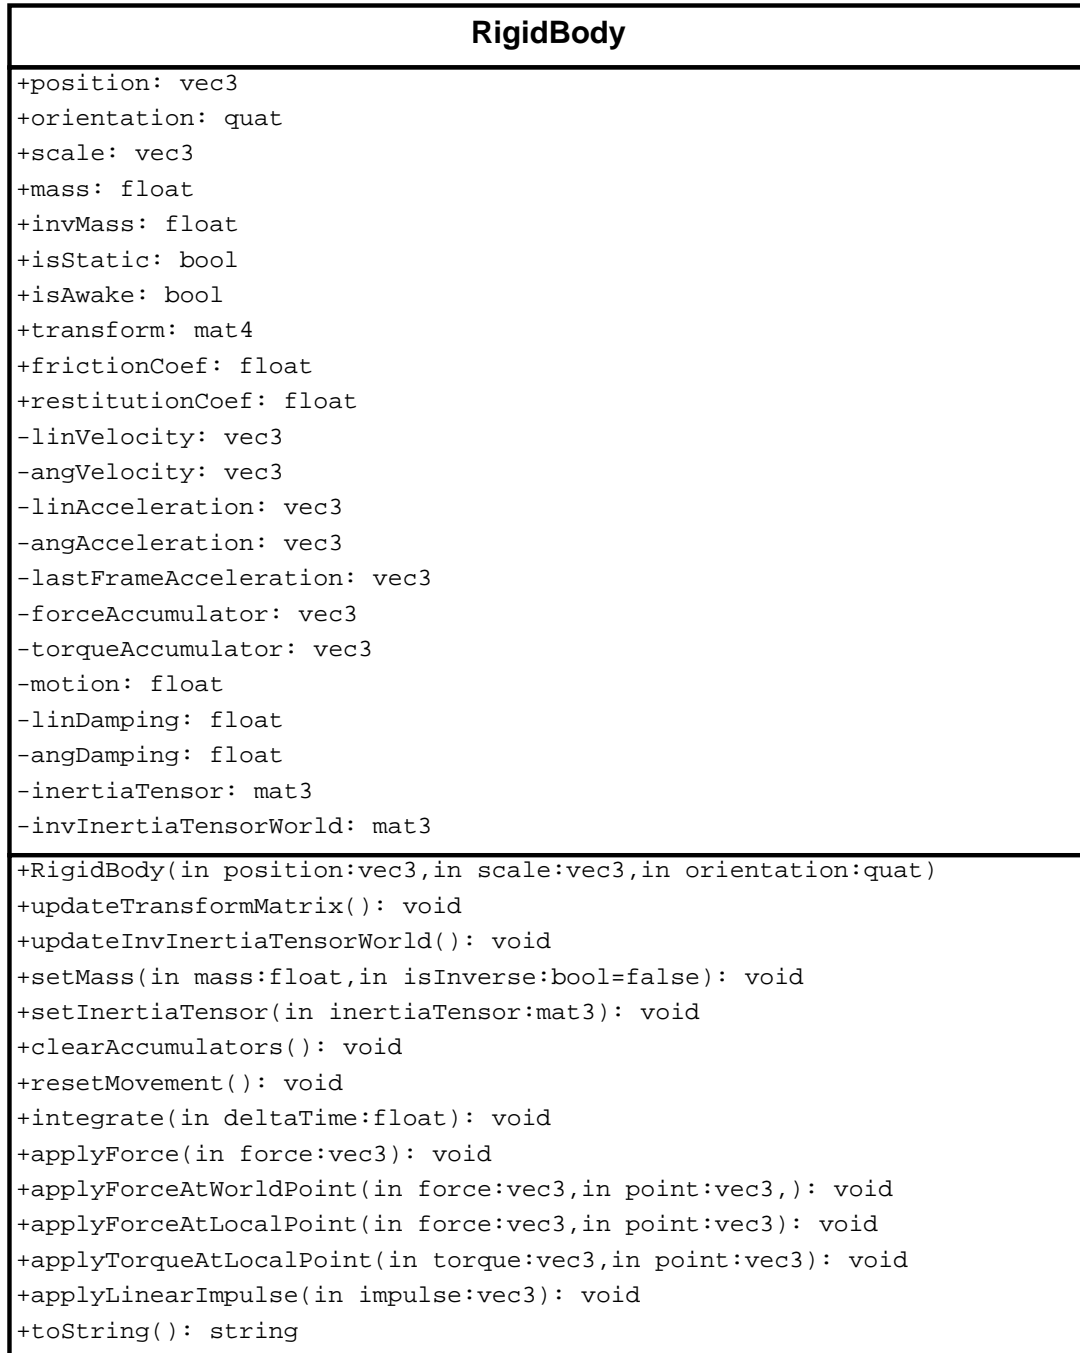 RigidBody
+position: vec3
+orientation: quat
+scale: vec3
+mass: float
+invMass: float
+isStatic: bool
+isAwake: bool
+transform: mat4
+frictionCoef: float
+restitutionCoef: float
-linVelocity: vec3
-angVelocity: vec3
-linAcceleration: vec3
-angAcceleration: vec3
-lastFrameAcceleration: vec3
-forceAccumulator: vec3
-torqueAccumulator: vec3
-motion: float
-linDamping: float
-angDamping: float
-inertiaTensor: mat3
-invInertiaTensorWorld: mat3
+RigidBody(in position:vec3,in scale:vec3,in orientation:quat)
+updateTransformMatrix(): void
+updateInvInertiaTensorWorld(): void
+setMass(in mass:float,in isInverse:bool=false): void
+setInertiaTensor(in inertiaTensor:mat3): void
+clearAccumulators(): void
+resetMovement(): void
+integrate(in deltaTime:float): void
+applyForce(in force:vec3): void
+applyForceAtWorldPoint(in force:vec3,in point:vec3,): void
+applyForceAtLocalPoint(in force:vec3,in point:vec3): void
+applyTorqueAtLocalPoint(in torque:vec3,in point:vec3): void
+applyLinearImpulse(in impulse:vec3): void
+toString(): string